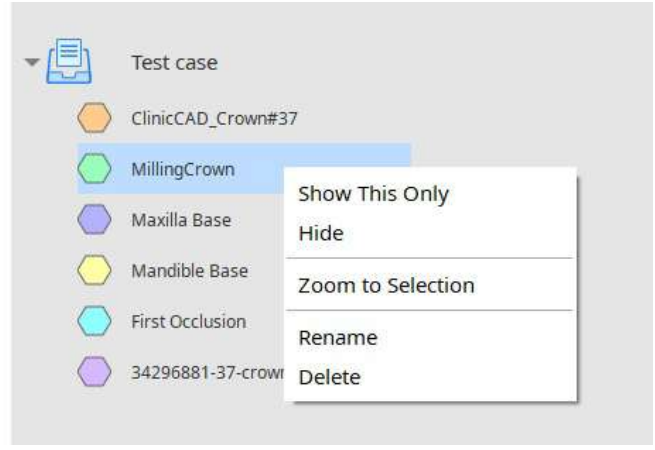 Test case
ClinicCAD_Crown#37
MillingCrown
Show This Only
Maxilla Base
Hide
Mandible Base
Zoom to Selection
First Occlusion
Rename
34296881-37-crow
Delete